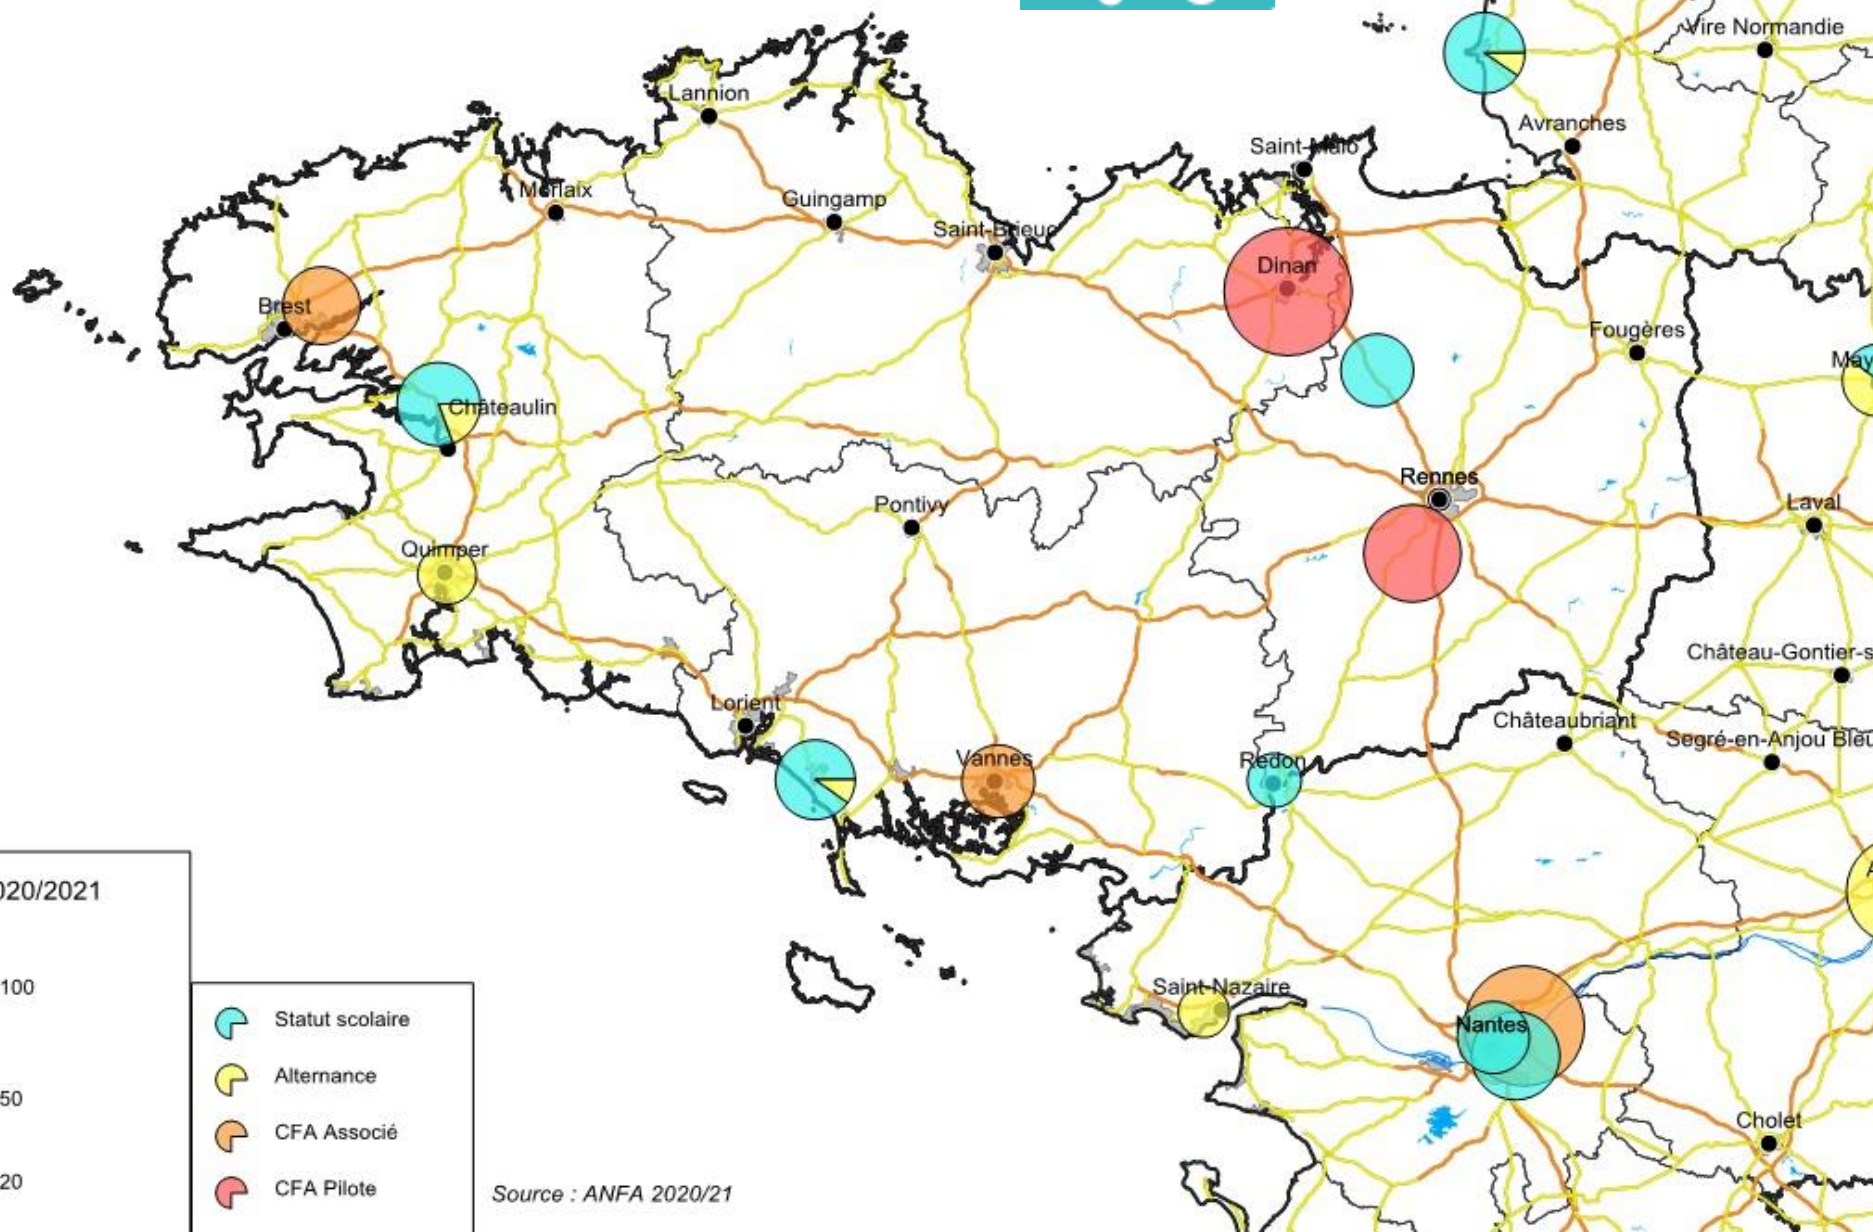 Vire Normandie
Lannion
Avranches
Saint-Malo
Morlaix
Guingamp
Saint-Brieuc
Dinan
Brest
Fougères
Châteaulin
Rennes
Pontivy
Laval
Quimper
Château-Gontier-s
Lorient
Châteaubriant
Segré-en-Anjou Bleu
Vannes
Redon
020/2021
Saint-Nazaire
100
Statut scolaire
Nantes
Alternance
50
CFA Associé
Cholet
20
CFA Pilote
Source : ANFA 2020/21